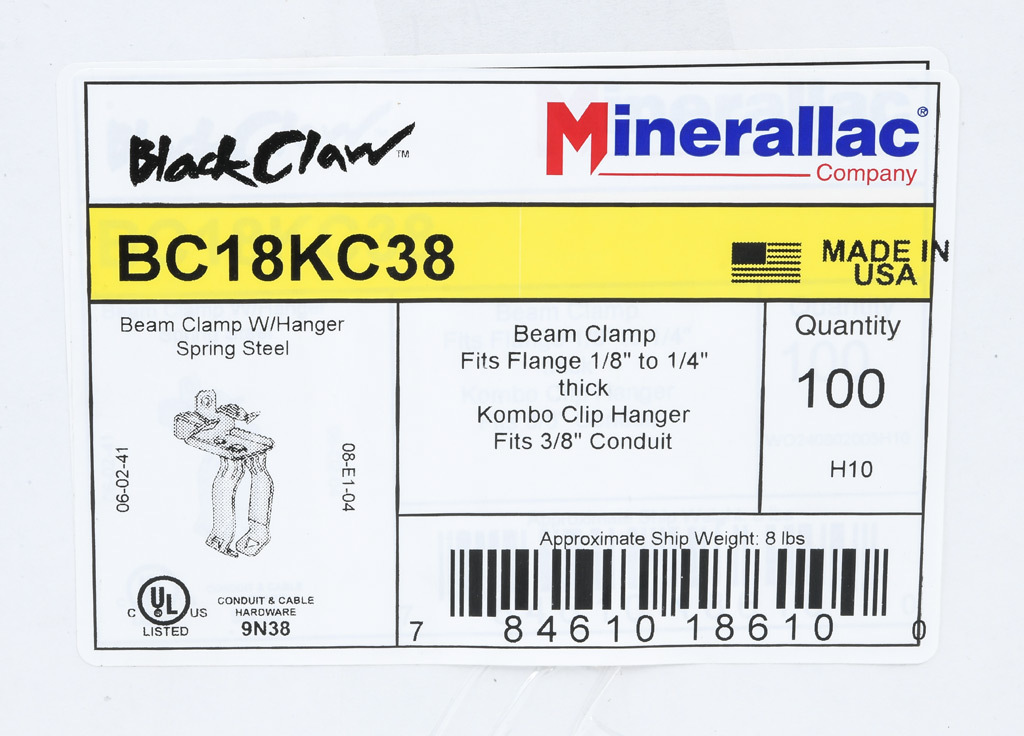 Black Claw™
Minerallac®
Company
BC18KC38
MADE IN
USA
Beam Clamp W/Hanger
Spring Steel
06-02-41
08-E1-04
C UL US
LISTED
CONDUIT & CABLE
HARDWARE
9N38
Beam Clamp
Fits Flange 1/8" to 1/4"
thick
Kombo Clip Hanger
Fits 3/8" Conduit
Quantity
100
H10
Approximate Ship Weight: 8 lbs
7 84610 18610 0